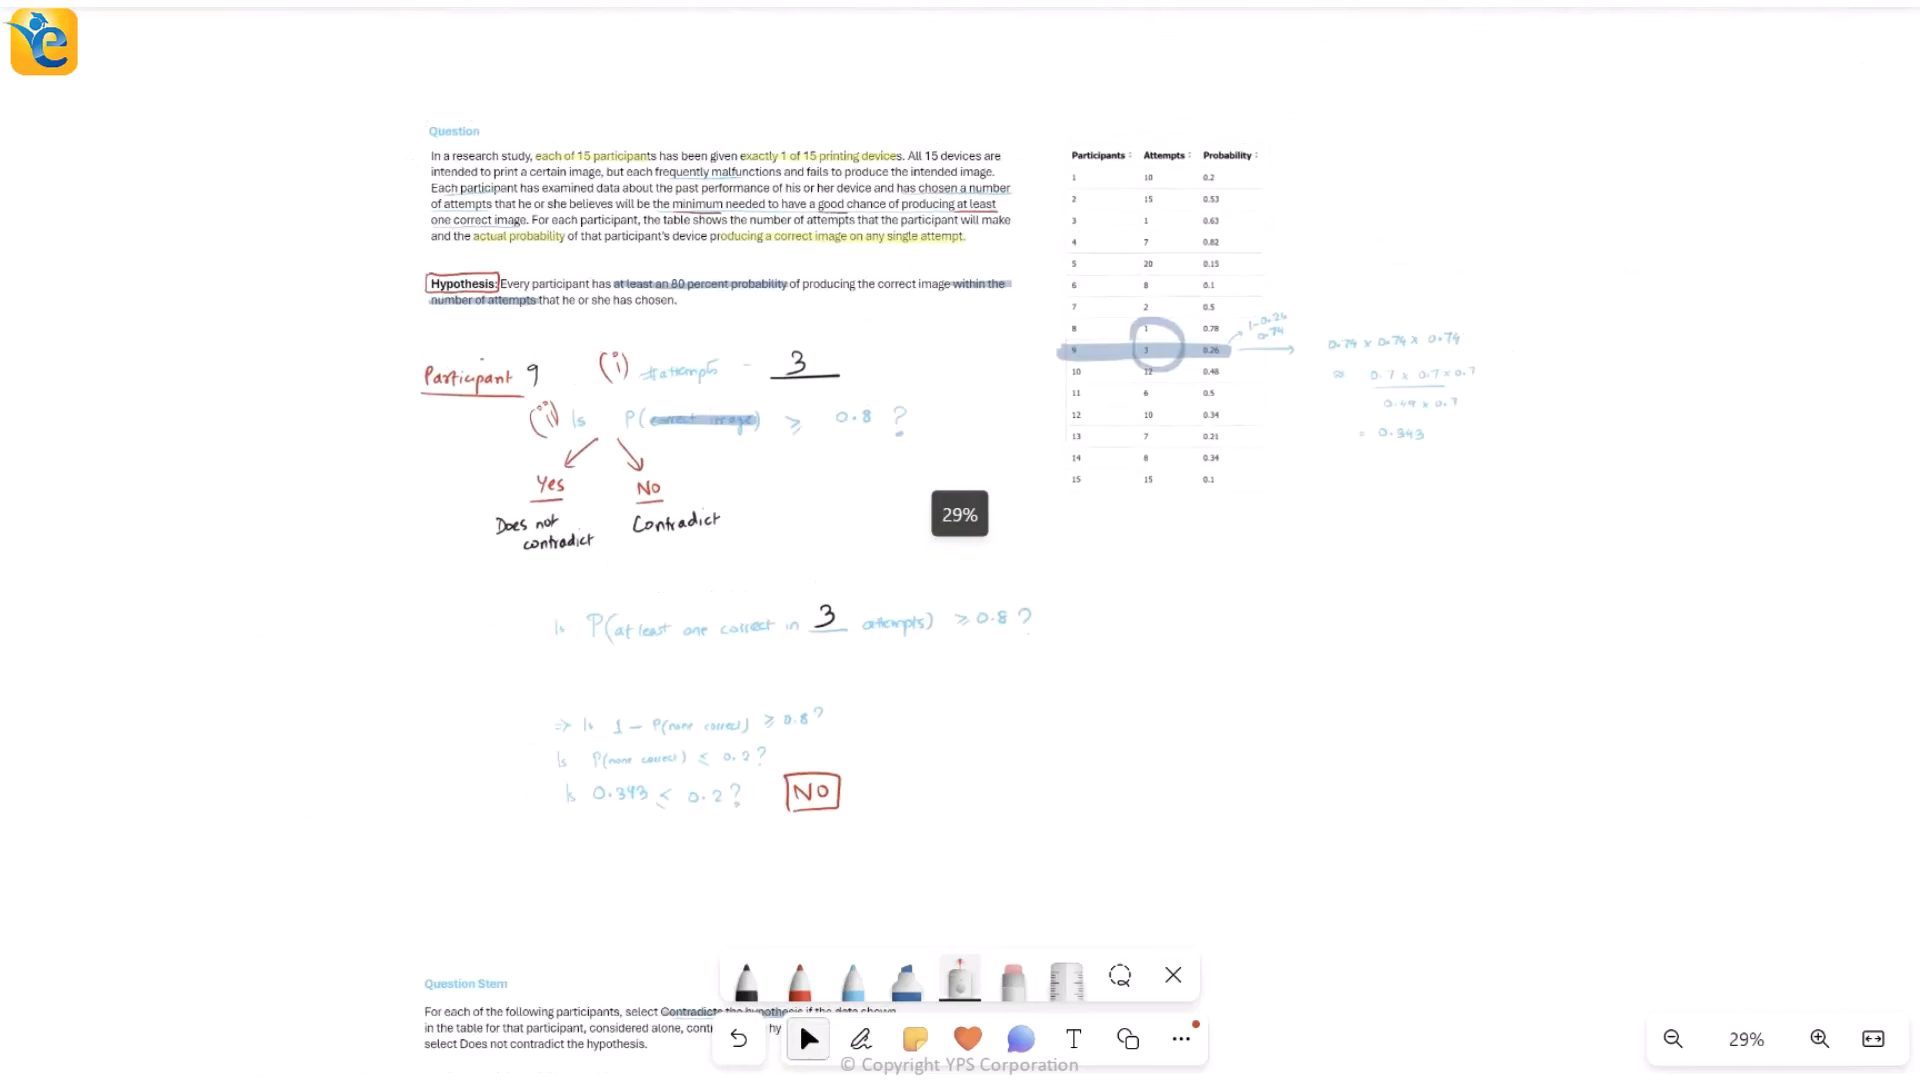 Question
In a research study, each of 15 participants has been given exactly 1 of 15 printing devices. All 15 devices are
intended to print a certain image, but each frequently malfunctions and fails to produce the intended image.
Each participant has examined data about the past performance of his or her device and has chosen a number
of attempts that he or she believes will be the minimum needed to have a good chance of producing at least
one correct image. For each participant, the table shows the number of attempts that the participant will make
and the actual probability of that participant's device producing a correct image on any single attempt.
Hypothesis: Every participant has at least an 80 percent probability of producing the correct image within the
number of attempts that he or she has chosen.
Participants Attempts Probability
1 10 0.2
2 15 0.53
3 1 0.63
4 7 0.82
5 20 0.15
6 8 0.1
7 2 0.5
8 1 0.78
9 3 0.26
10 12 0.48
11 6 0.5
12 10 0.34
13 7 0.21
14 8 0.34
15 15 0.1
1-0.26
0.74
0.74 x 0.74 x 0.74
≈ 0.7 x 0.7 x 0.7
0.49 x 0.7
= 0.343
Participant 9 (i) #attempts - 3
(ii) Is P(correct image) ≥ 0.8 ?
Yes No
Does not contradict
Contradict
29%
Is P(at least one correct in 3 attempts) ≥ 0.8 ?
⇒ Is 1 - P(none correct) ≥ 0.8 ?
Is P(none correct) ≤ 0.2 ?
Is 0.343 ≤ 0.2 ? NO
Question Stem
For each of the following participants, select Contradicts the hypothesis if the data shown
in the table for that participant, considered alone, cont hy
select Does not contradict the hypothesis.
T
29%
© Copyright YPS Corporation